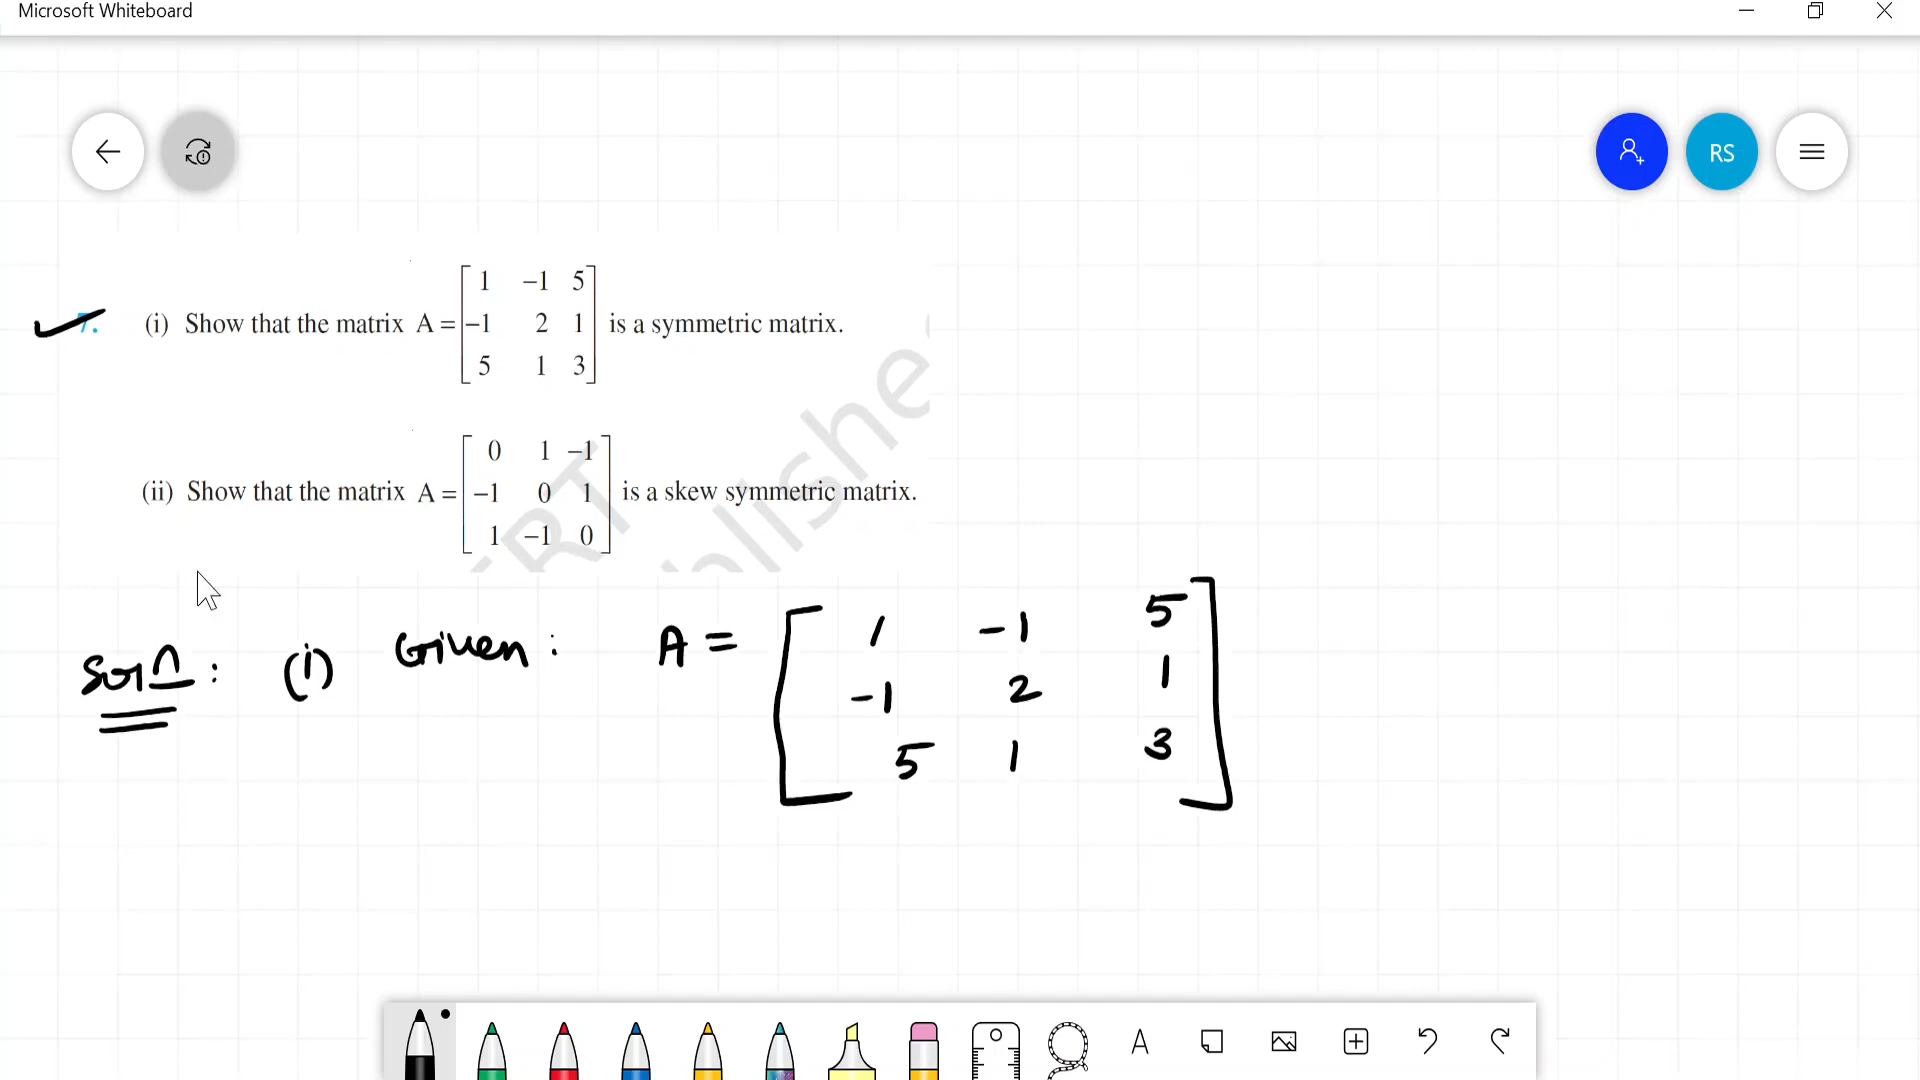 Microsoft Whiteboard
RS
7. (i) Show that the matrix A = [1 −1 5
−1 2 1
5 1 3] is a symmetric matrix.
(ii) Show that the matrix A = [0 1 −1
−1 0 1
1 −1 0] is a skew symmetric matrix.
Solⁿ: (i) Given: A = [1 -1 5
-1 2 1
5 1 3]